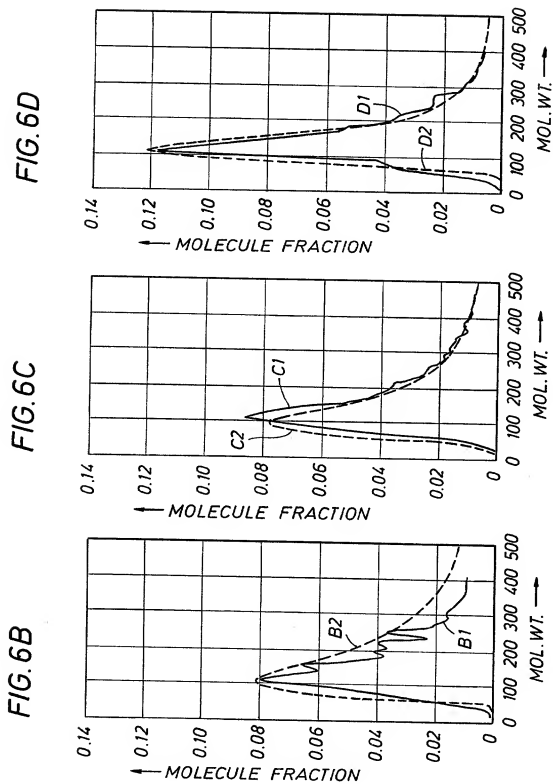 FIG. 6B
0.14
0.12
0.10
0.08
0.06
0.04
0.02
0
MOLECULE FRACTION
B2
B1
0 100 200 300 400 500
MOL. WT.
FIG. 6C
0.14
0.12
0.10
0.08
0.06
0.04
0.02
0
MOLECULE FRACTION
C2
C1
0 100 200 300 400 500
MOL. WT.
FIG. 6D
0.14
0.12
0.10
0.08
0.06
0.04
0.02
0
MOLECULE FRACTION
D1
D2
0 100 200 300 400 500
MOL. WT.